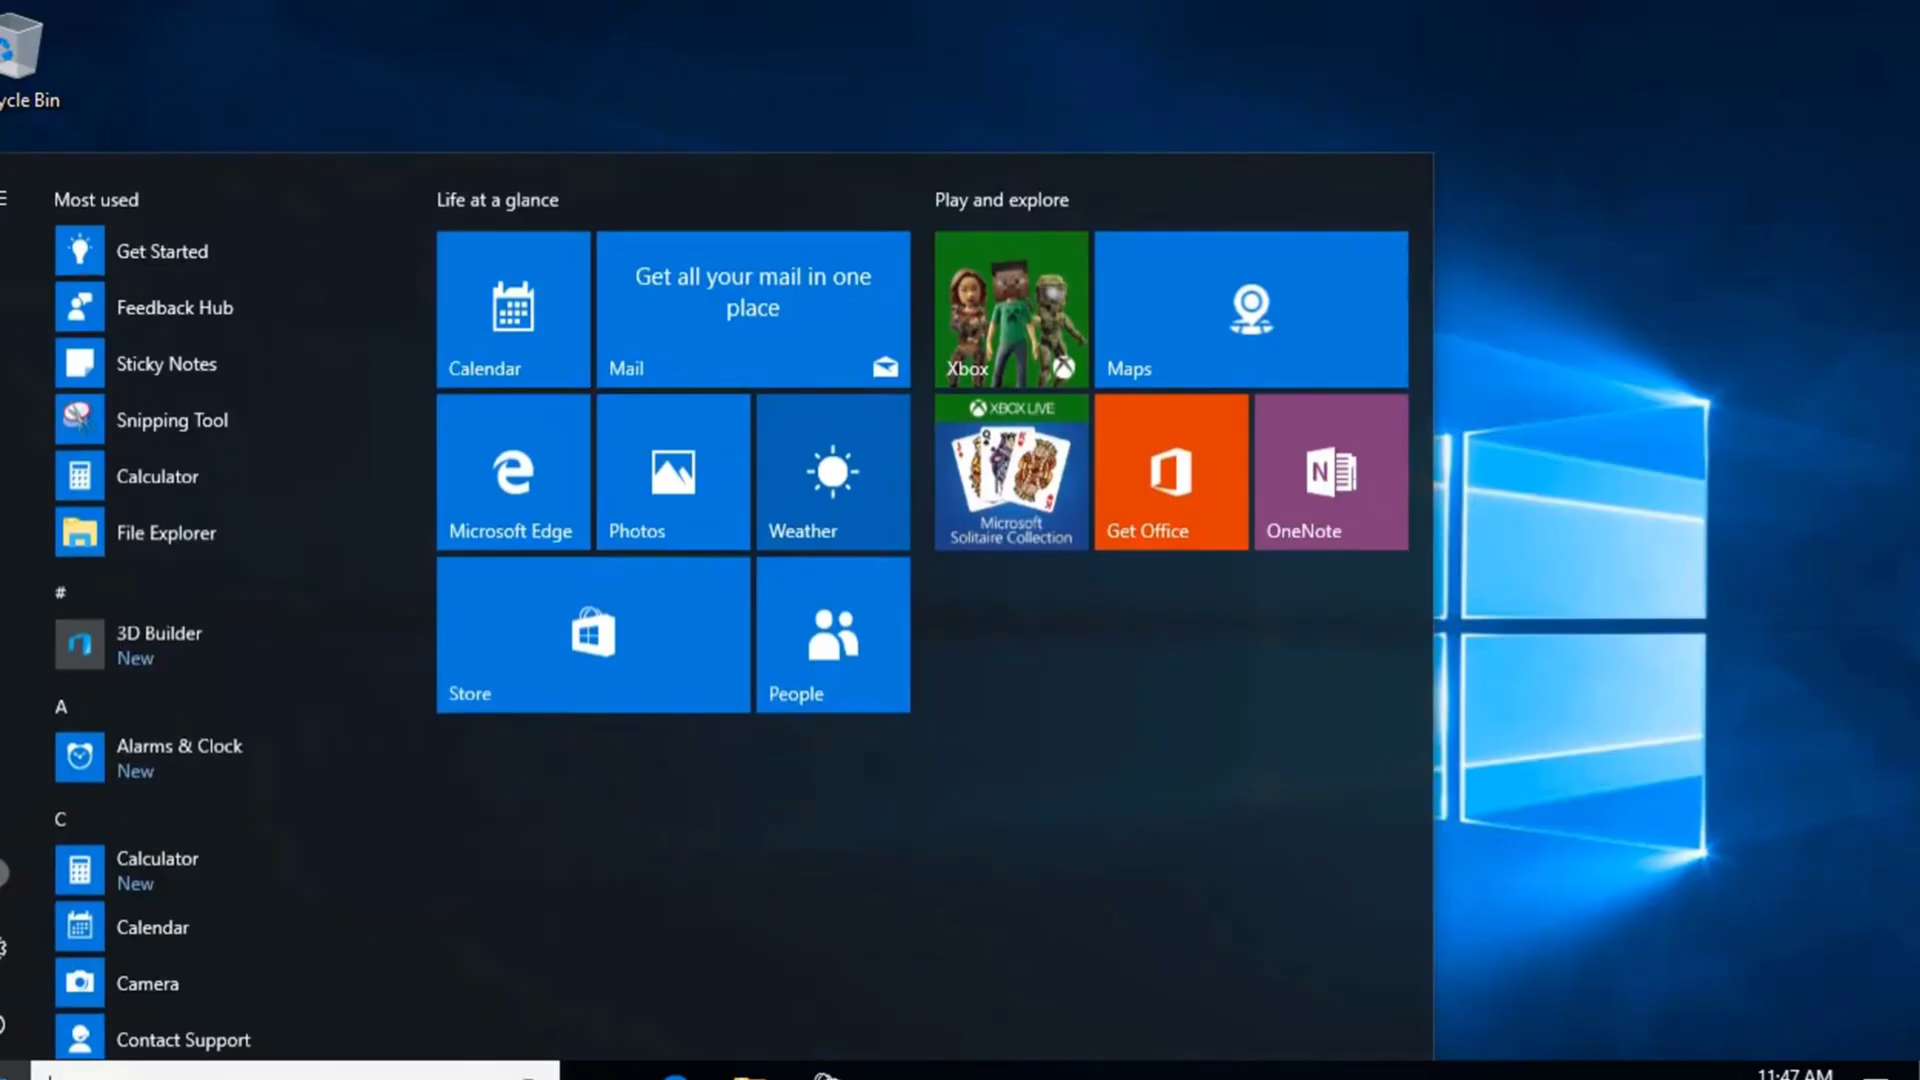 ycle Bin
Most used
Get Started
Feedback Hub
Sticky Notes
Snipping Tool
Calculator
File Explorer
#
3D Builder
New
A
Alarms & Clock
New
C
Calculator
New
Calendar
Camera
Contact Support
Life at a glance
Calendar
Get all your mail in one
place
Mail
Microsoft Edge
Photos
Weather
Store
People
Play and explore
Xbox
Maps
XBOX LIVE
Microsoft
Solitaire Collection
Get Office
N
OneNote
11:47 AM